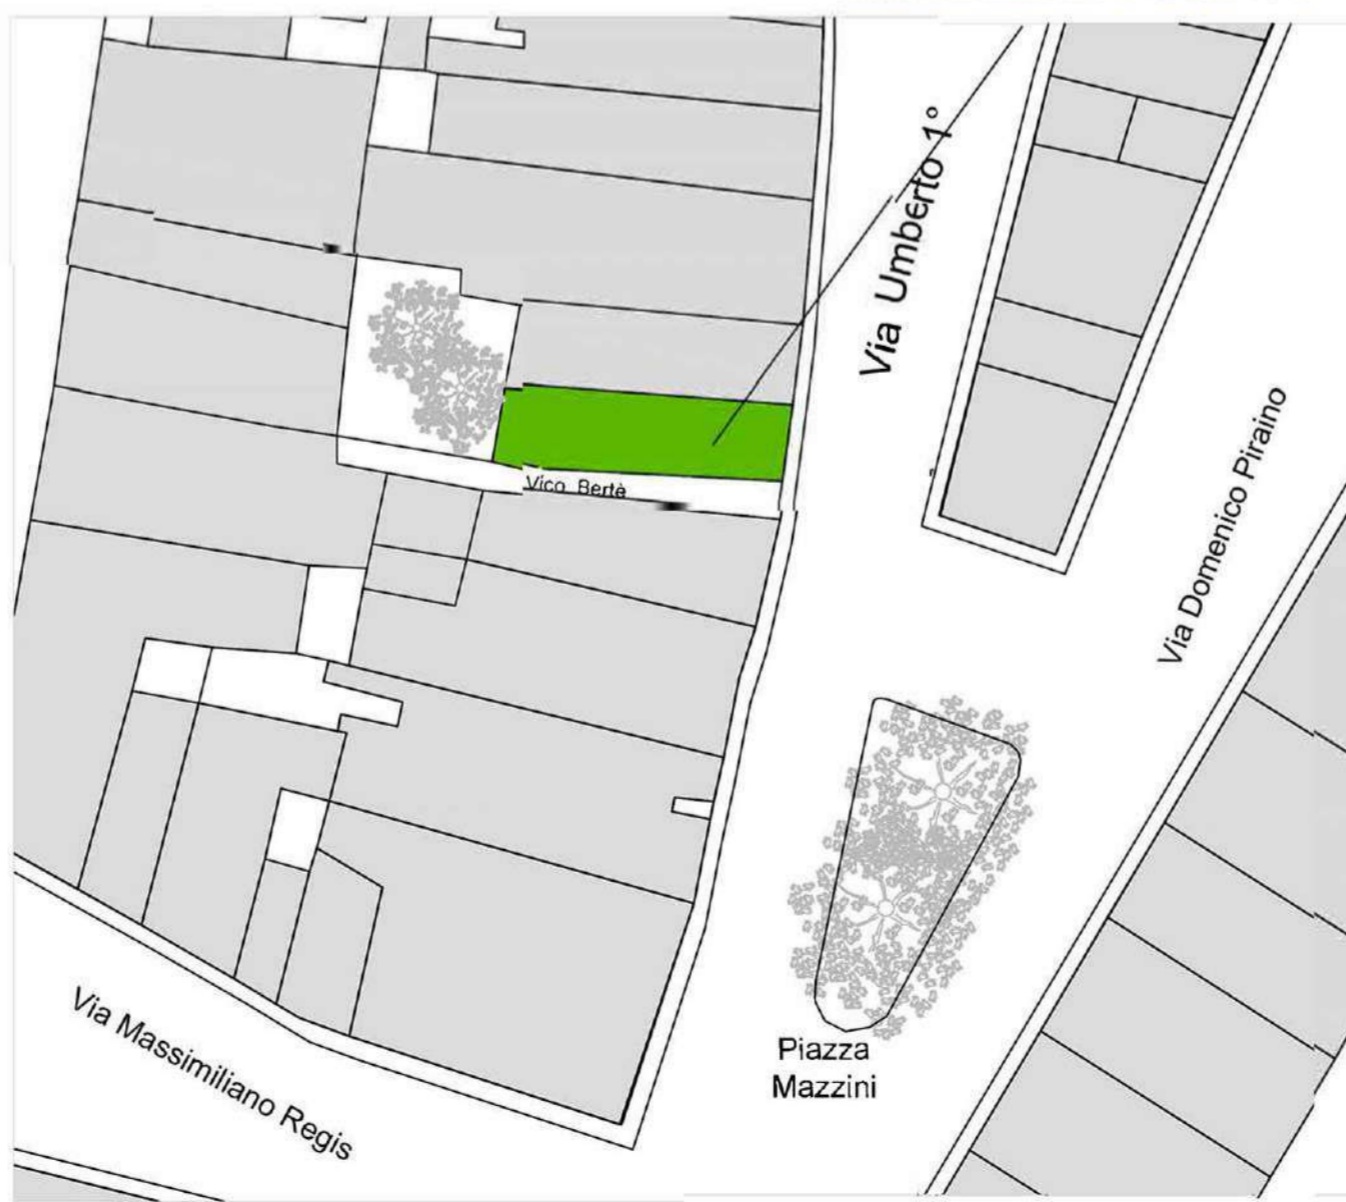 Via Umberto 1°
Vico Bertè
Via Domenico Piraino
Piazza
Mazzini
Via Massimiliano Regis